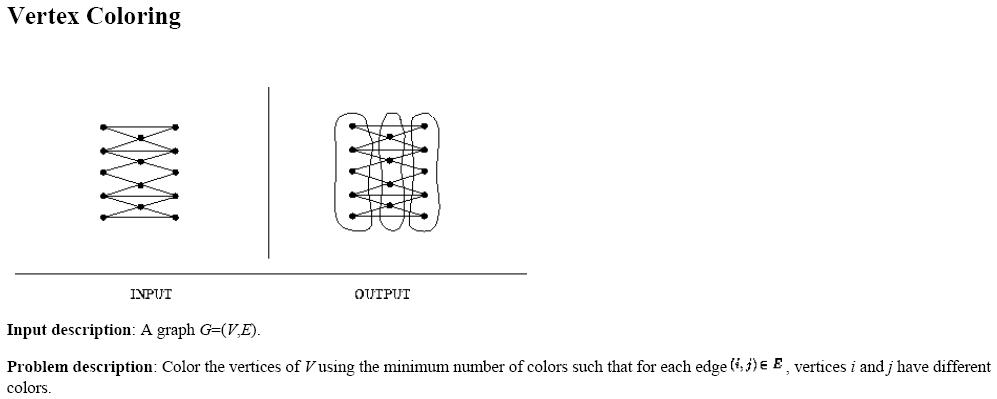 Vertex Coloring
INPUT
OUTPUT
Input description: A graph G=(V,E).
Problem description: Color the vertices of V using the minimum number of colors such that for each edge (i,j)∈ E , vertices i and j have different
colors.